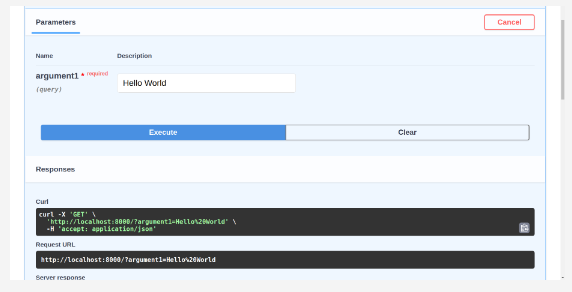 Parameters
Cancel
Name Description
argument1 * required
(query)
Hello World
Execute Clear
Responses
Curl
curl -X 'GET' \
'http://localhost:8000/?argument1=Hello%20World' \
-H 'accept: application/json'
Request URL
http://localhost:8000/?argument1=Hello%20World
Server response